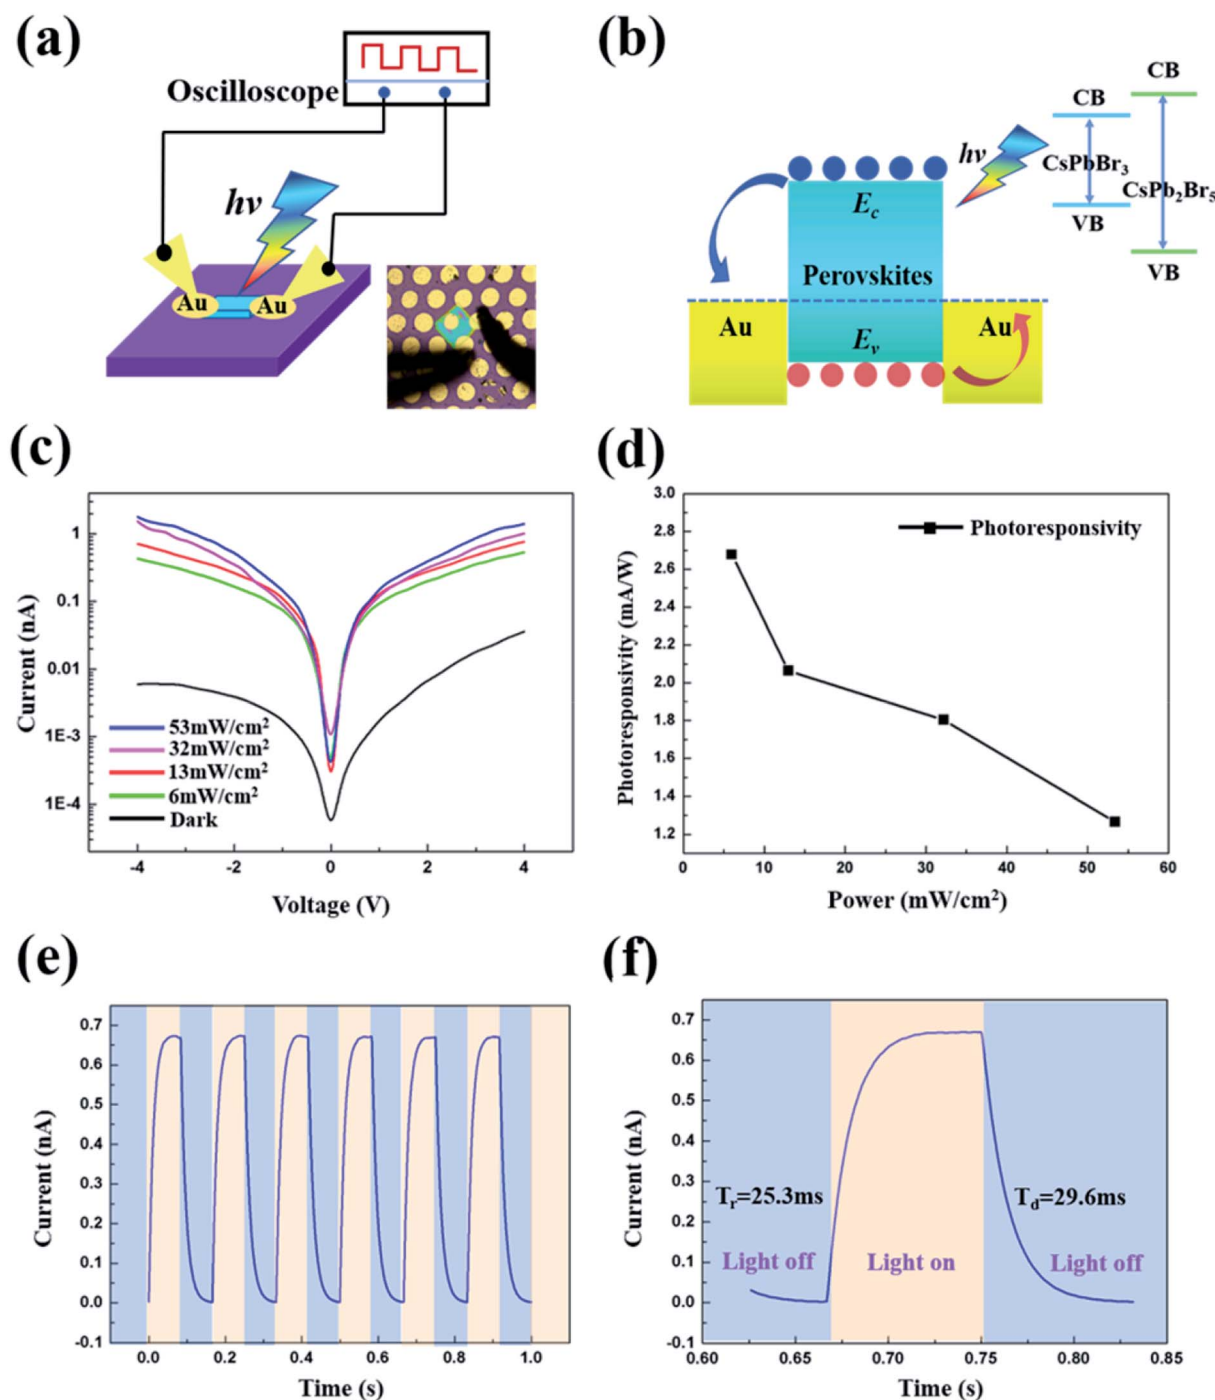 (a)
Oscilloscope
hν
Au
Au
(b)
CB
CB
hν
CsPbBr₃
CsPb₂Br₅
VB
VB
E_c
Perovskites
Au
Au
E_v
(c)
Current (nA)
1
0.1
0.01
1E-3
1E-4
53mW/cm²
32mW/cm²
13mW/cm²
6mW/cm²
Dark
-4
-2
0
2
4
Voltage (V)
(d)
Photoresponsivity (mA/W)
3.0
2.8
2.6
2.4
2.2
2.0
1.8
1.6
1.4
1.2
Photoresponsivity
0
10
20
30
40
50
60
Power (mW/cm²)
(e)
Current (nA)
0.7
0.6
0.5
0.4
0.3
0.2
0.1
0.0
-0.1
0.0
0.2
0.4
0.6
0.8
1.0
Time (s)
(f)
Current (nA)
0.7
0.6
0.5
0.4
0.3
0.2
0.1
0.0
-0.1
T_r=25.3ms
T_d=29.6ms
Light off
Light on
Light off
0.60
0.65
0.70
0.75
0.80
0.85
Time (s)